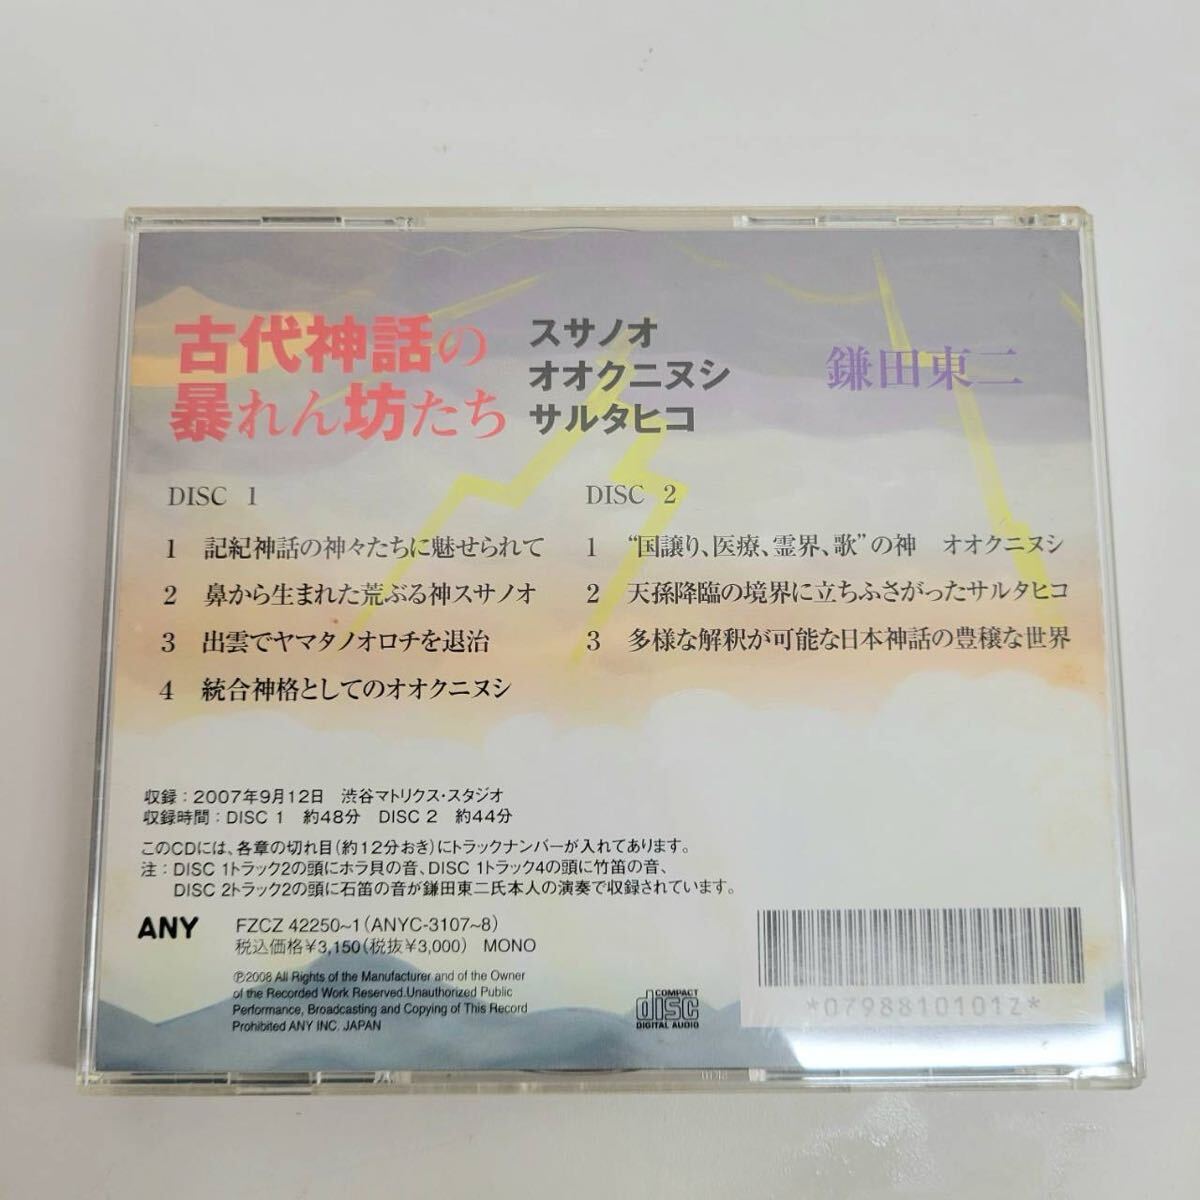 古代神話の
暴れん坊たち
スサノオ
オオクニヌシ
サルタヒコ
鎌田東二
DISC 1
1 記紀神話の神々たちに魅せられて
2 鼻から生まれた荒ぶる神スサノオ
3 出雲でヤマタノオロチを退治
4 統合神格としてのオオクニヌシ
DISC 2
1 “国譲り、医療、霊界、歌”の神 オオクニヌシ
2 天孫降臨の境界に立ちふさがったサルタヒコ
3 多様な解釈が可能な日本神話の豊穣な世界
収録：2007年9月12日 渋谷マトリクス・スタジオ
収録時間：DISC 1 約48分 DISC 2 約44分
このCDには、各章の切れ目(約12分おき)にトラックナンバーが入れてあります。
注：DISC 1トラック2の頭にホラ貝の音、DISC 1トラック4の頭に竹笛の音、
DISC 2トラック2の頭に石笛の音が鎌田東二氏本人の演奏で収録されています。
ANY
FZCZ 42250~1(ANYC-3107~8)
税込価格¥3,150(税抜¥3,000) MONO
℗2008 All Rights of the Manufacturer and of the Owner
of the Recorded Work Reserved.Unauthorized Public
Performance, Broadcasting and Copying of This Record
Prohibited ANY INC. JAPAN
COMPACT
disc
DIGITAL AUDIO
*0798810101Z*